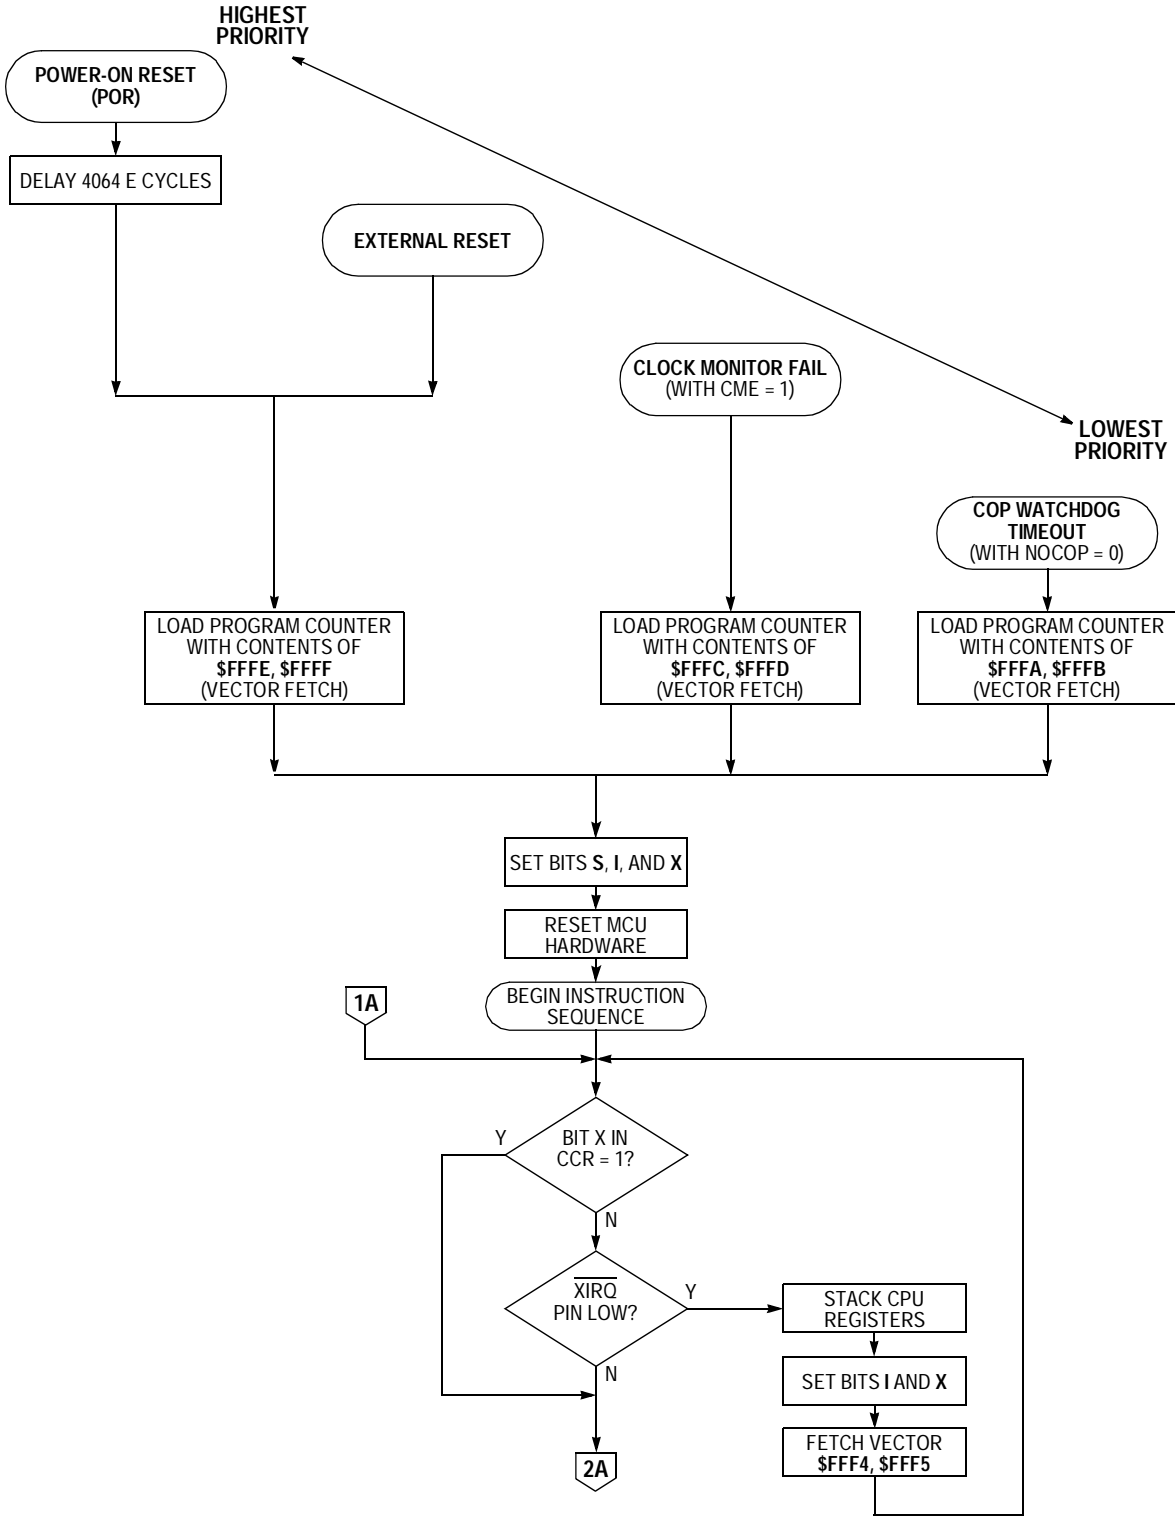 HIGHEST
PRIORITY
POWER-ON RESET
(POR)
DELAY 4064 E CYCLES
EXTERNAL RESET
CLOCK MONITOR FAIL
(WITH CME = 1)
LOWEST
PRIORITY
COP WATCHDOG
TIMEOUT
(WITH NOCOP = 0)
LOAD PROGRAM COUNTER
WITH CONTENTS OF
$FFFE, $FFFF
(VECTOR FETCH)
LOAD PROGRAM COUNTER
WITH CONTENTS OF
$FFFC, $FFFD
(VECTOR FETCH)
LOAD PROGRAM COUNTER
WITH CONTENTS OF
$FFFA, $FFFB
(VECTOR FETCH)
SET BITS S, I, AND X
RESET MCU
HARDWARE
BEGIN INSTRUCTION
SEQUENCE
1A
BIT X IN
CCR = 1?
Y
N
XIRQ
PIN LOW?
Y
N
STACK CPU
REGISTERS
SET BITS I AND X
FETCH VECTOR
$FFF4, $FFF5
2A